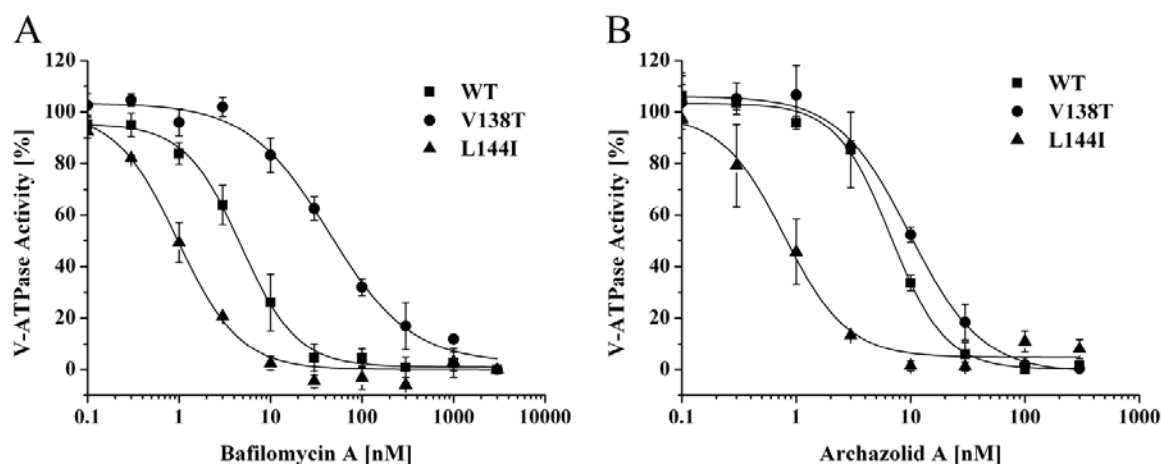 A
V-ATPase Activity [%]
120
100
80
60
40
20
0
0.1 1 10 100 1000 10000
Bafilomycin A [nM]
WT
V138T
L144I
B
V-ATPase Activity [%]
120
100
80
60
40
20
0
0.1 1 10 100 1000
Archazolid A [nM]
WT
V138T
L144I